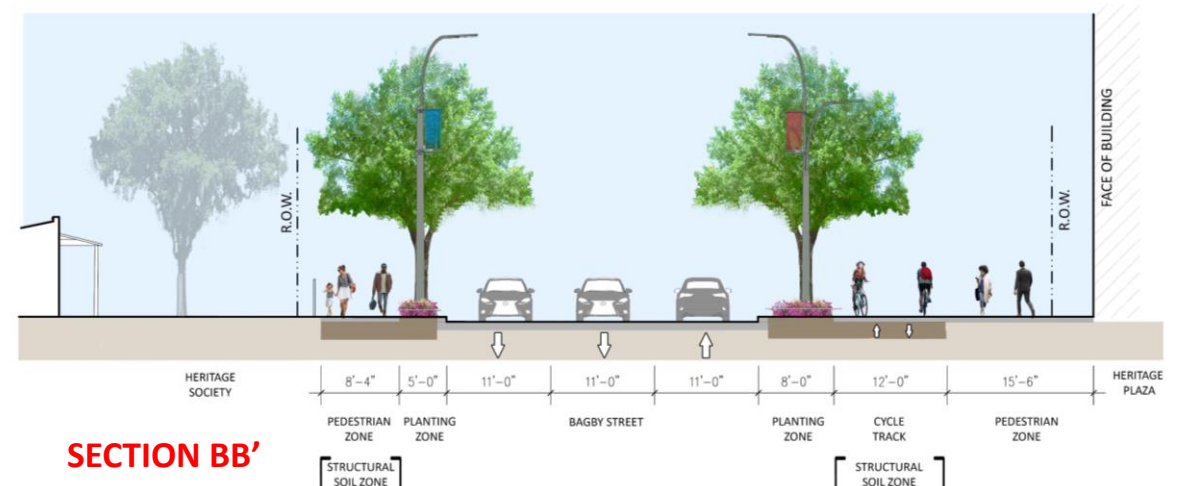 R.O.W.
R.O.W.
FACE OF BUILDING
HERITAGE
SOCIETY
8'-4"
5'-0"
11'-0"
11'-0"
11'-0"
8'-0"
12'-0"
15'-6"
HERITAGE
PLAZA
PEDESTRIAN
ZONE
PLANTING
ZONE
BAGBY STREET
PLANTING
ZONE
CYCLE
TRACK
PEDESTRIAN
ZONE
SECTION BB’
STRUCTURAL
SOIL ZONE
STRUCTURAL
SOIL ZONE